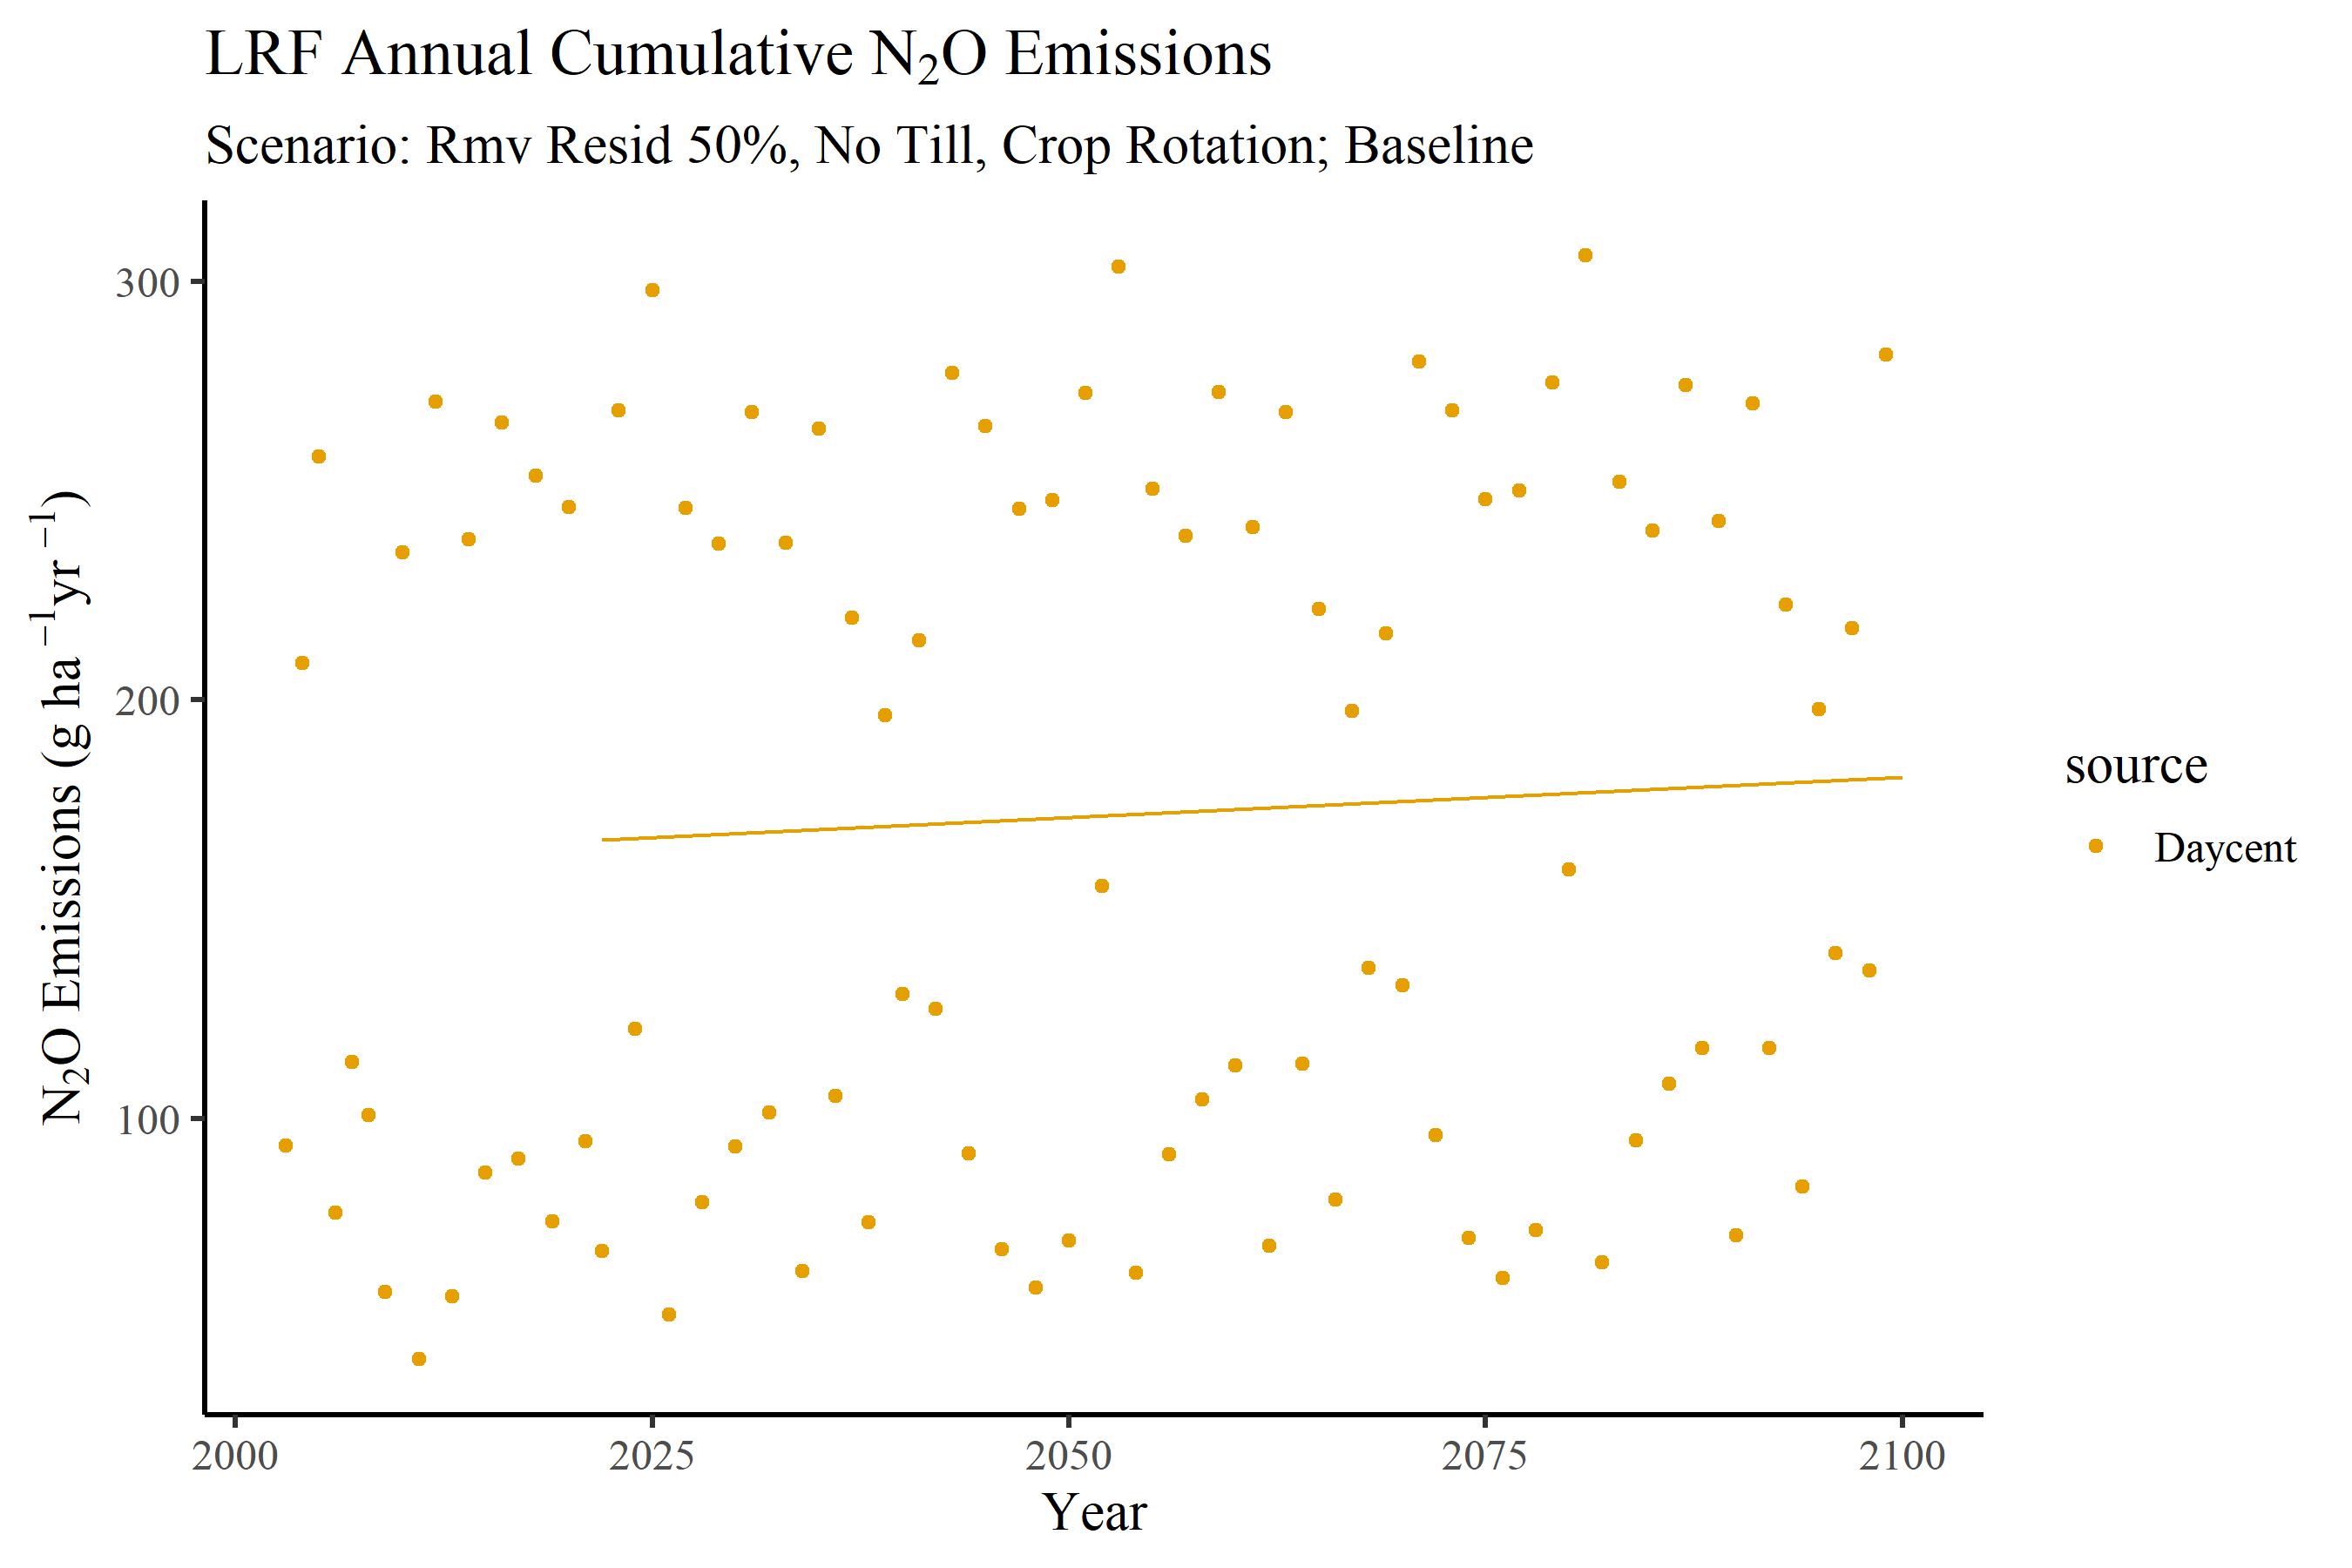 LRF Annual Cumulative N₂O Emissions
Scenario: Rmv Resid 50%, No Till, Crop Rotation; Baseline
N₂O Emissions (g ha ⁻¹yr ⁻¹)
300
200
100
2000 2025 2050 2075 2100
Year
source
Daycent